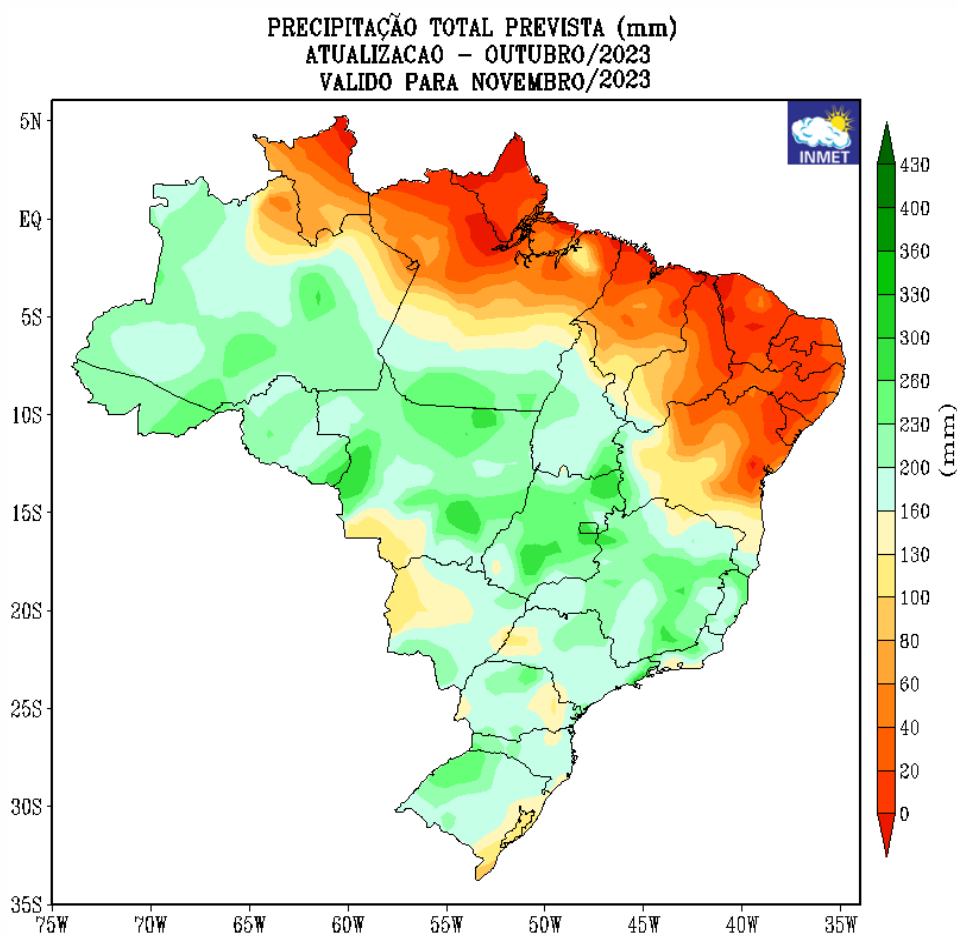 PRECIPITAÇÃO TOTAL PREVISTA (mm)
ATUALIZACAO – OUTUBRO/2023
VALIDO PARA NOVEMBRO/2023
INMET
5N
EQ
5S
10S
15S
20S
25S
30S
35S
75W 70W 65W 60W 55W 50W 45W 40W 35W
430
400
360
330
300
260
230
200
160
130
100
80
60
40
20
0
(mm)